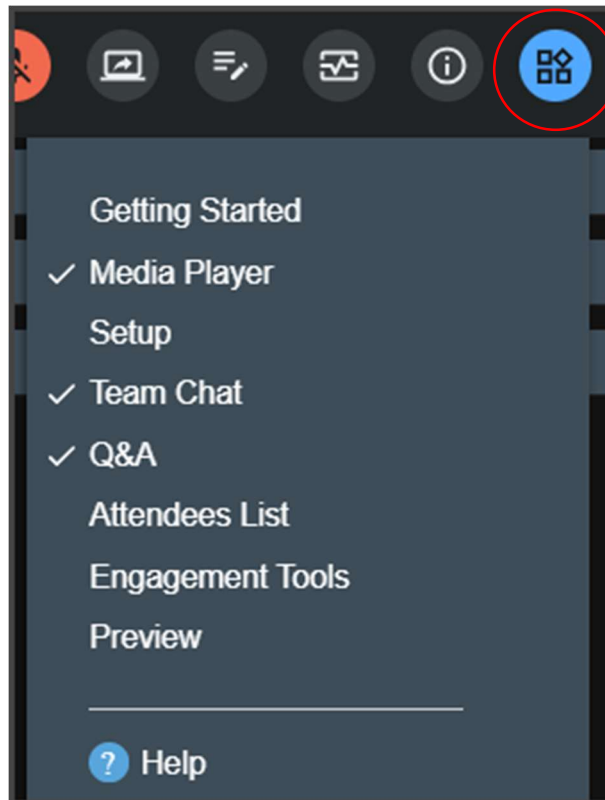 Getting Started
Media Player
Setup
Team Chat
Q&A
Attendees List
Engagement Tools
Preview
? Help